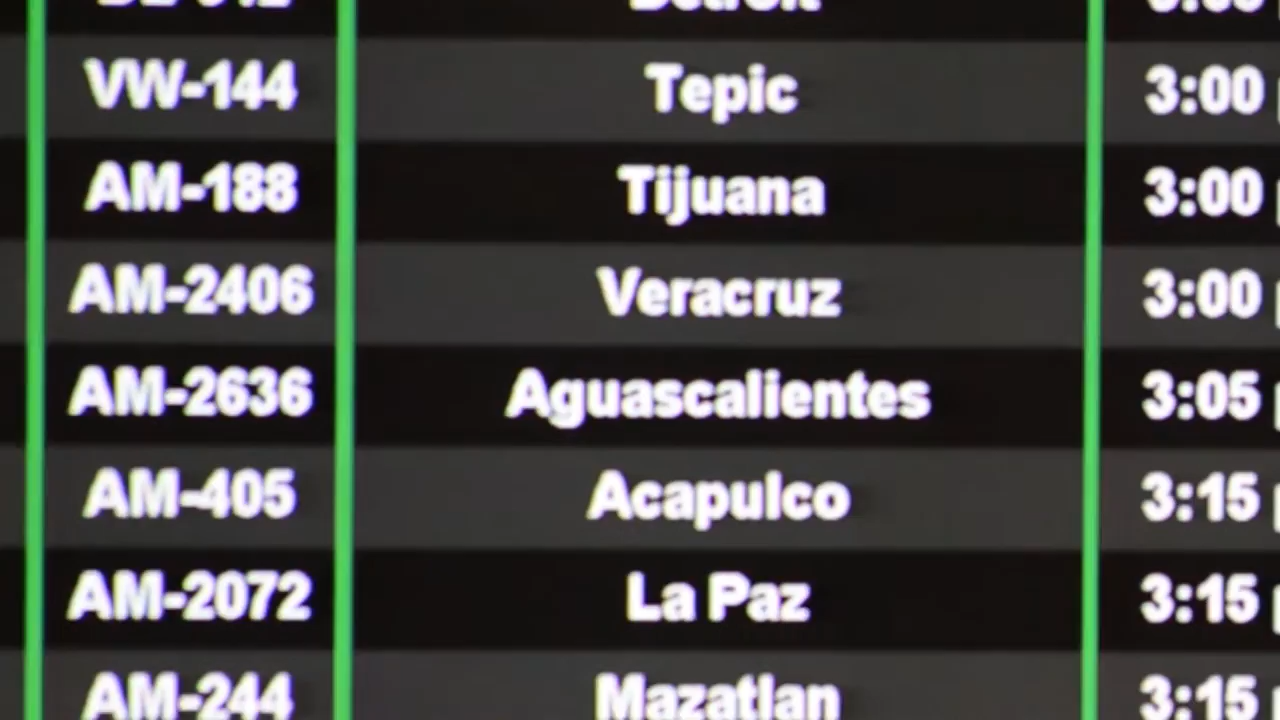 Detroit
VW-144 Tepic 3:00
AM-188 Tijuana 3:00
AM-2406 Veracruz 3:00
AM-2636 Aguascalientes 3:05
AM-405 Acapulco 3:15
AM-2072 La Paz 3:15
AM-244 Mazatlan 3:15